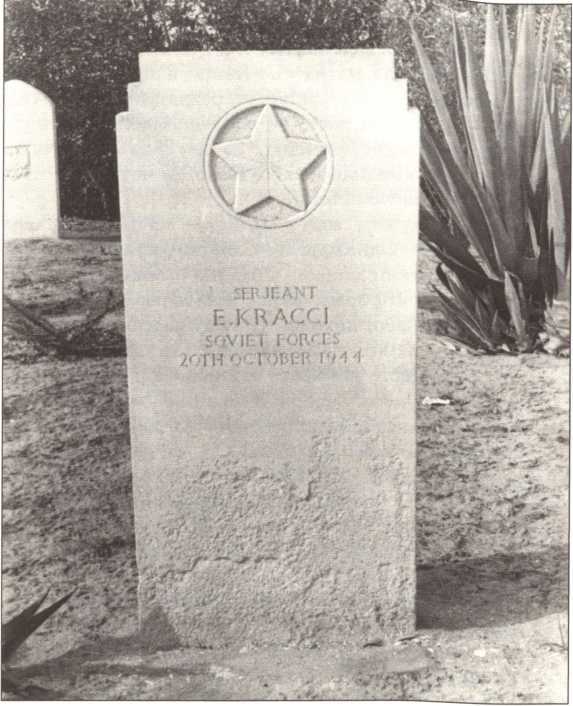 SERJEANT
E. KRACCI
SOVIET FORCES
20TH OCTOBER 1944